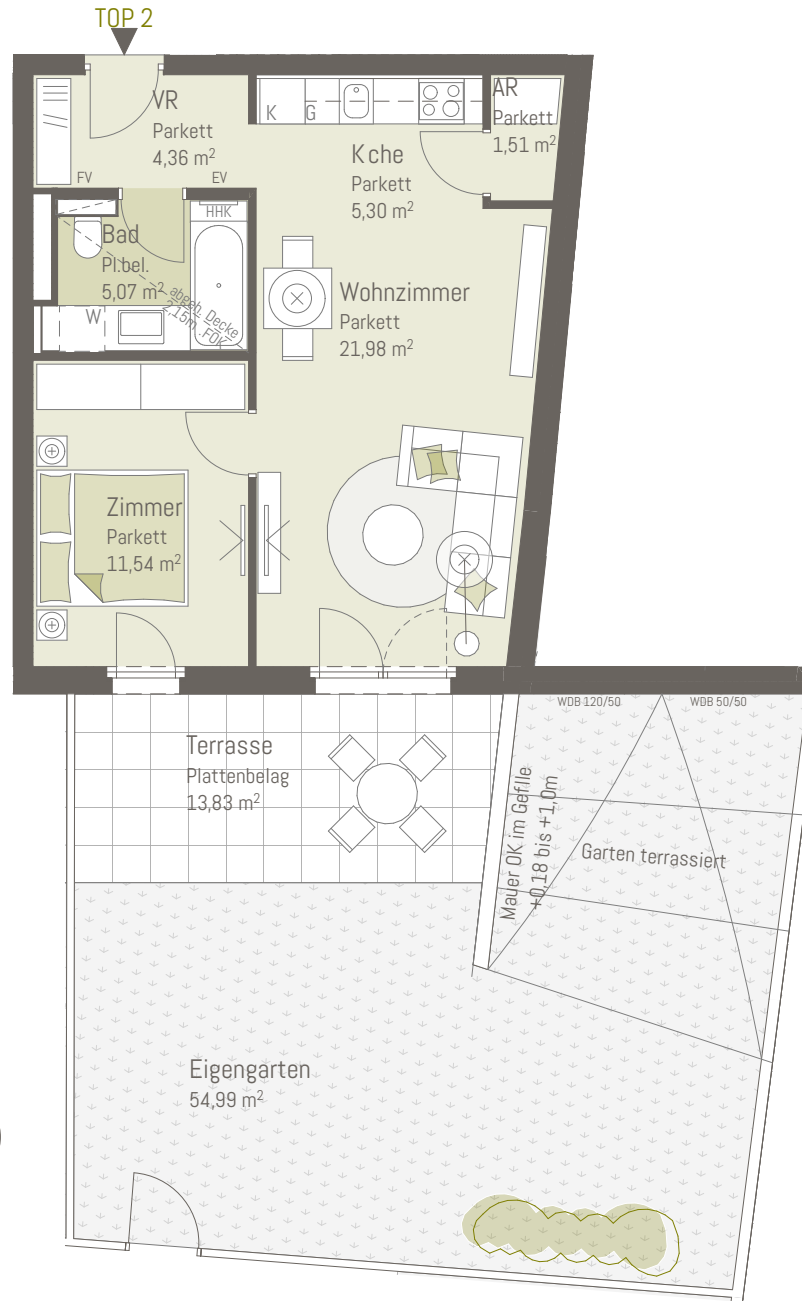 TOP 2
VR
Parkett
4,36 m²
FV
EV
K
G
AR
Parkett
1,51 m²
K che
Parkett
5,30 m²
HHK
Bad
Pl.bel.
5,07 m²
abgeh. Decke
2,15m .FOK
W
Wohnzimmer
Parkett
21,98 m²
Zimmer
Parkett
11,54 m²
WDB 120/50
WDB 50/50
Terrasse
Plattenbelag
13,83 m²
Mauer OK im Geflle
+0,18 bis +1,0m
Garten terrassiert
Eigengarten
54,99 m²